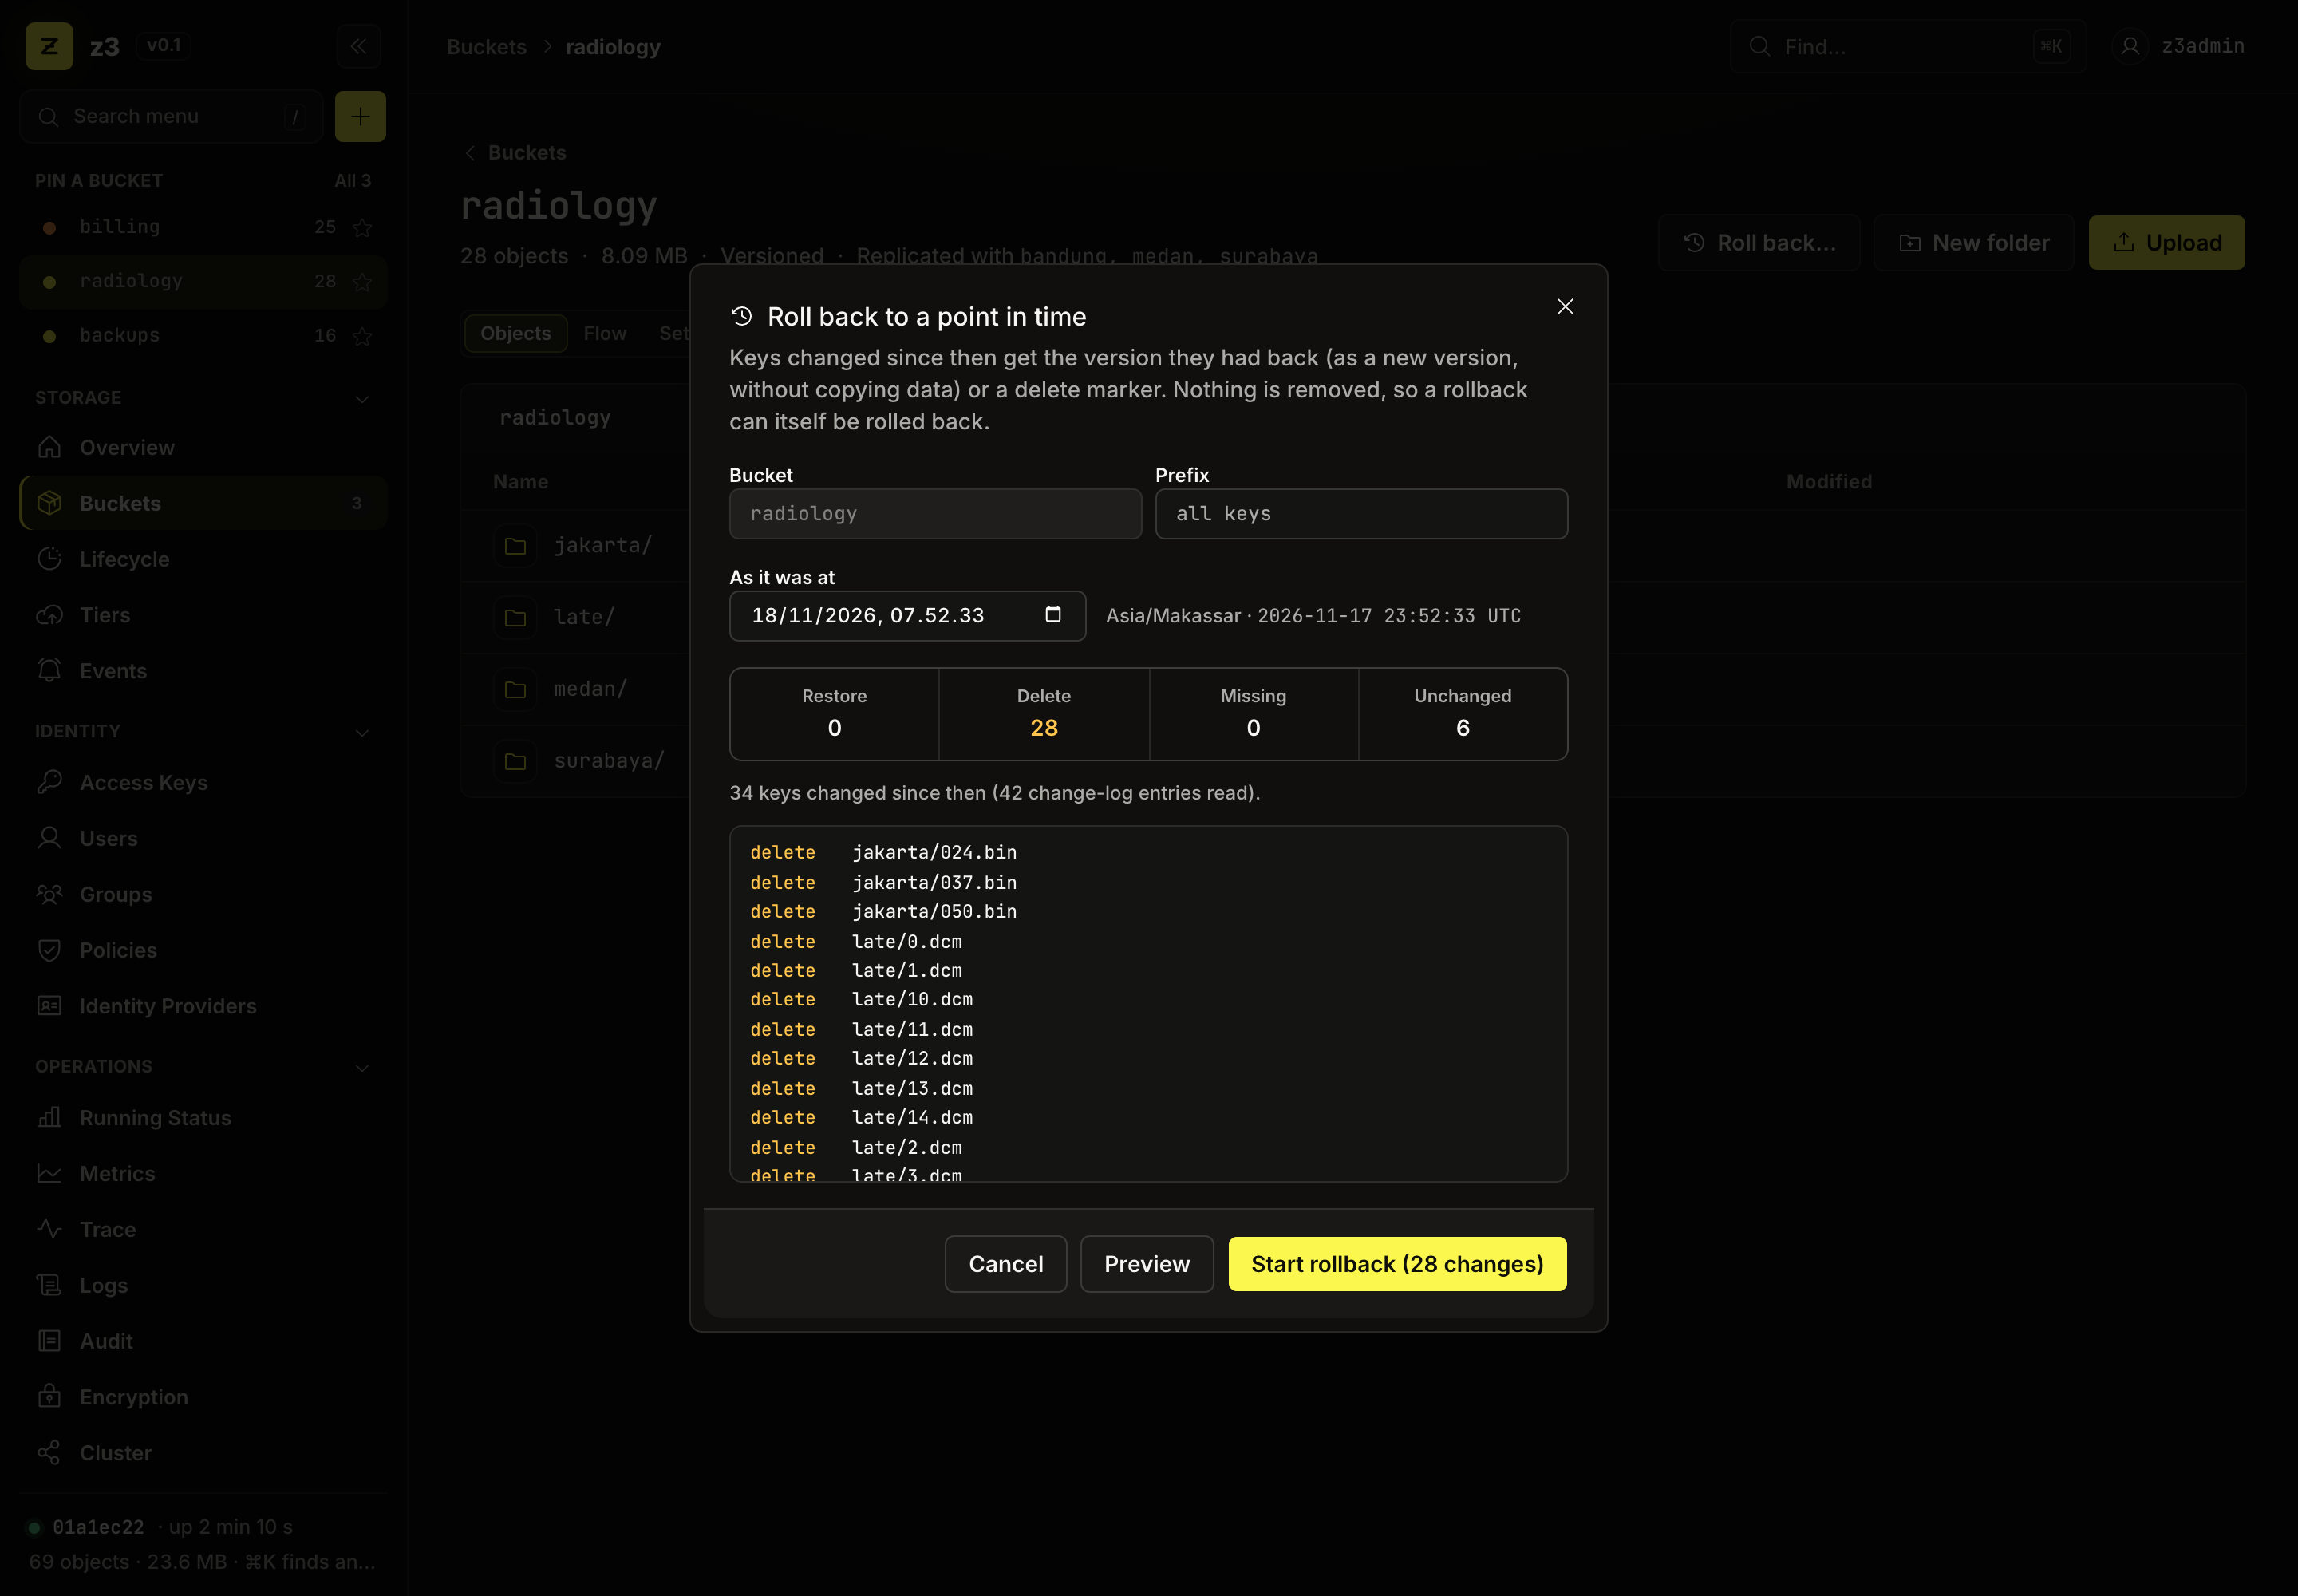 z3 v0.1
Search menu /
PIN A BUCKET All 3
billing 25
radiology 28
backups 16
STORAGE
Overview
Buckets 3
Lifecycle
Tiers
Events
IDENTITY
Access Keys
Users
Groups
Policies
Identity Providers
OPERATIONS
Running Status
Metrics
Trace
Logs
Audit
Encryption
Cluster
01a1ec22 · up 2 min 10 s
69 objects · 23.6 MB · ⌘K finds an...
Buckets > radiology
Find... ⌘K
z3admin
Buckets
radiology
28 objects · 8.09 MB · Versioned · Replicated with bandung, medan, surabaya
Roll back... New folder Upload
Objects Flow Set
radiology
Name Modified
jakarta/
late/
medan/
surabaya/
Roll back to a point in time
Keys changed since then get the version they had back (as a new version,
without copying data) or a delete marker. Nothing is removed, so a rollback
can itself be rolled back.
Bucket Prefix
radiology all keys
As it was at
18/11/2026, 07.52.33 Asia/Makassar · 2026-11-17 23:52:33 UTC
Restore Delete Missing Unchanged
0 28 0 6
34 keys changed since then (42 change-log entries read).
delete jakarta/024.bin
delete jakarta/037.bin
delete jakarta/050.bin
delete late/0.dcm
delete late/1.dcm
delete late/10.dcm
delete late/11.dcm
delete late/12.dcm
delete late/13.dcm
delete late/14.dcm
delete late/2.dcm
delete late/3.dcm
Cancel Preview Start rollback (28 changes)